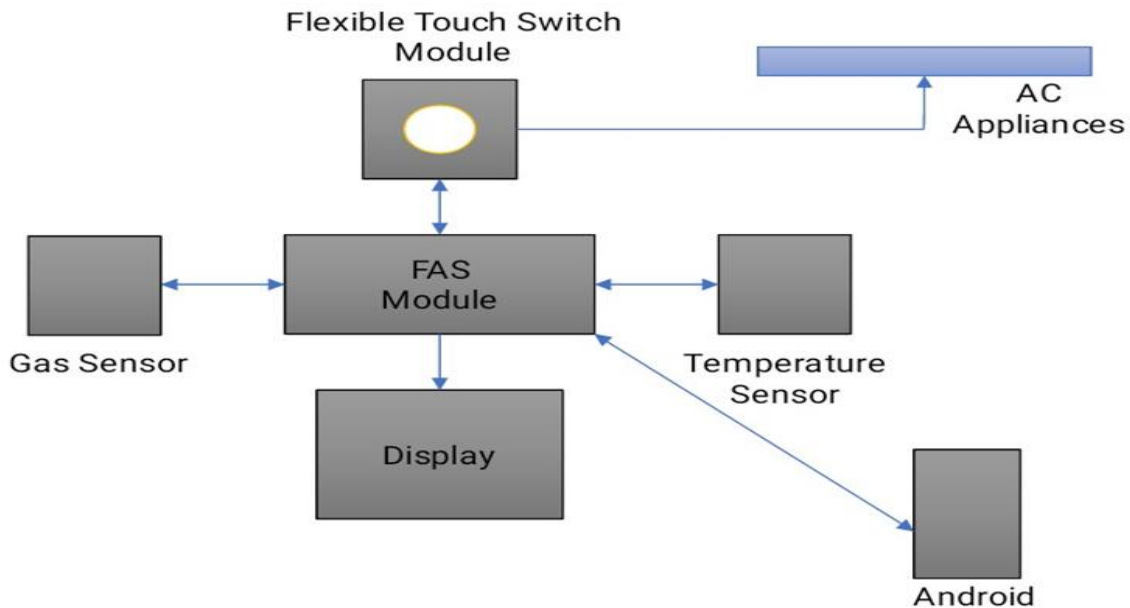 Flexible Touch Switch
Module
AC
Appliances
FAS
Module
Gas Sensor
Temperature
Sensor
Display
Android